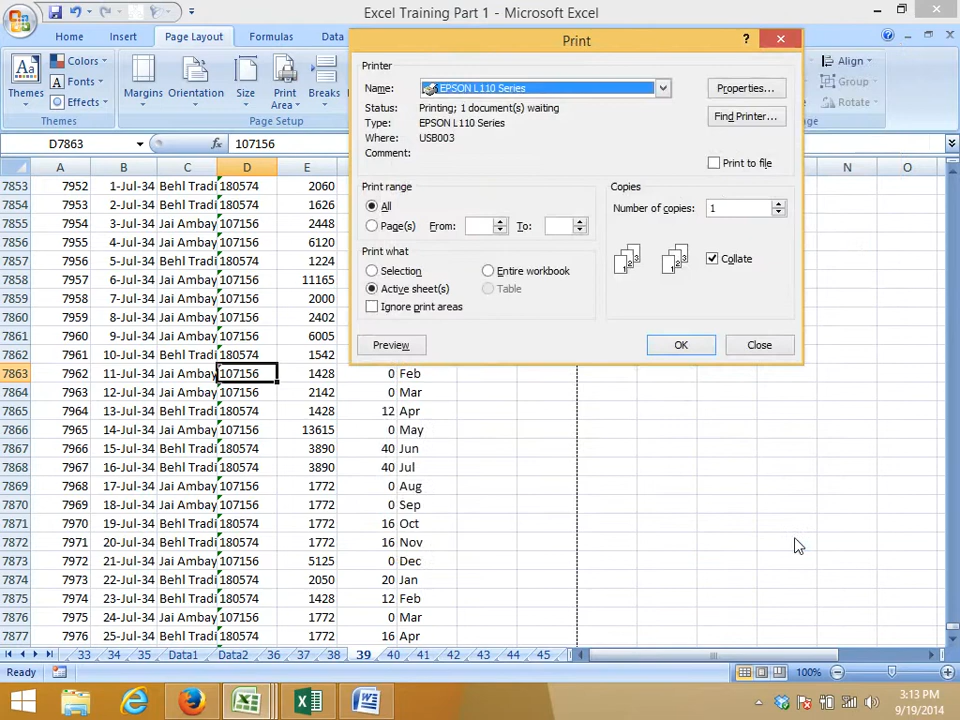 Excel Training Part 1 - Microsoft Excel
Home Insert Page Layout Formulas Data
Colors
Fonts
Effects
Themes Margins Orientation Size Print Area Breaks
Themes Page Setup
Align
Group
Rotate
D7863 fx 107156
A B C D E N O
7853 7952 1-Jul-34 Behl Tradi 180574 2060
7854 7953 2-Jul-34 Behl Tradi 180574 1626
7855 7954 3-Jul-34 Jai Ambay 107156 2448
7856 7955 4-Jul-34 Jai Ambay 107156 6120
7857 7956 5-Jul-34 Behl Tradi 180574 1224
7858 7957 6-Jul-34 Jai Ambay 107156 11165
7859 7958 7-Jul-34 Jai Ambay 107156 2000
7860 7959 8-Jul-34 Jai Ambay 107156 2402
7861 7960 9-Jul-34 Jai Ambay 107156 6005
7862 7961 10-Jul-34 Behl Tradi 180574 1542
7863 7962 11-Jul-34 Jai Ambay 107156 1428 0 Feb
7864 7963 12-Jul-34 Jai Ambay 107156 2142 0 Mar
7865 7964 13-Jul-34 Behl Tradi 180574 1428 12 Apr
7866 7965 14-Jul-34 Jai Ambay 107156 13615 0 May
7867 7966 15-Jul-34 Behl Tradi 180574 3890 40 Jun
7868 7967 16-Jul-34 Behl Tradi 180574 3890 40 Jul
7869 7968 17-Jul-34 Jai Ambay 107156 1772 0 Aug
7870 7969 18-Jul-34 Jai Ambay 107156 1772 0 Sep
7871 7970 19-Jul-34 Behl Tradi 180574 1772 16 Oct
7872 7971 20-Jul-34 Behl Tradi 180574 1772 16 Nov
7873 7972 21-Jul-34 Jai Ambay 107156 5125 0 Dec
7874 7973 22-Jul-34 Behl Tradi 180574 2050 20 Jan
7875 7974 23-Jul-34 Behl Tradi 180574 1428 12 Feb
7876 7975 24-Jul-34 Jai Ambay 107156 1772 0 Mar
7877 7976 25-Jul-34 Behl Tradi 180574 1772 16 Apr
Print
Printer
Name: EPSON L110 Series Properties...
Status: Printing; 1 document(s) waiting
Type: EPSON L110 Series Find Printer...
Where: USB003
Comment: Print to file
Print range
All
Page(s) From: To:
Copies
Number of copies: 1
Collate
Print what
Selection Entire workbook
Active sheet(s) Table
Ignore print areas
Preview OK Close
33 34 35 Data1 Data2 36 37 38 39 40 41 42 43 44 45
Ready 100%
3:13 PM
9/19/2014